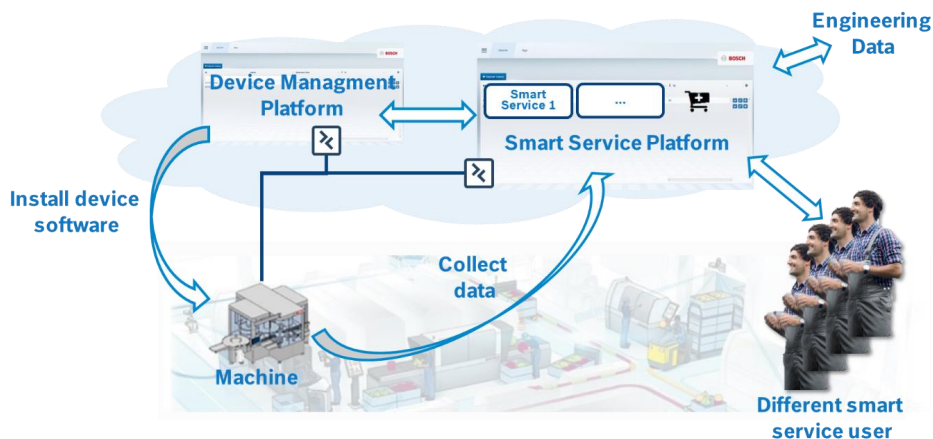 Engineering
Data
BOSCH
BOSCH
Device Managment
Platform
Smart
Service 1
...
Smart Service Platform
Install device
software
Collect
data
Machine
Different smart
service user